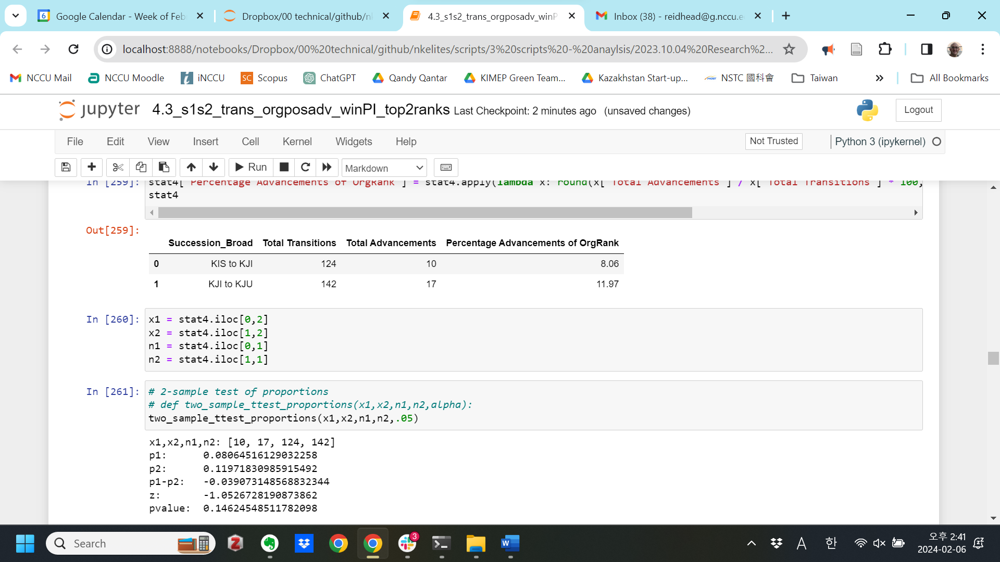 Google Calendar - Week of Feb
Dropbox/00 technical/github/nk
4.3_s1s2_trans_orgposadv_winP
Inbox (38) - reidhead@g.nccu.e
localhost:8888/notebooks/Dropbox/00%20technical/github/nkelites/scripts/3%20scripts%20-%20anaylsis/2023.10.04%20Research%2...
NCCU Mail
NCCU Moodle
iNCCU
SC Scopus
ChatGPT
Qandy Qantar
KIMEP Green Team...
Kazakhstan Start-up...
NSTC 國科會
Taiwan
»
All Bookmarks
jupyter 4.3_s1s2_trans_orgposadv_winPI_top2ranks Last Checkpoint: 2 minutes ago (unsaved changes)
Logout
File Edit View Insert Cell Kernel Widgets Help
Not Trusted
Python 3 (ipykernel)
Run
Markdown
In [259]: stat4['Percentage Advancements of OrgRank'] = stat4.apply(lambda x: round(x['Total Advancements'] / x['Total Transitions'] * 100,
stat4
Out[259]:
Succession_Broad Total Transitions Total Advancements Percentage Advancements of OrgRank
0 KIS to KJI 124 10 8.06
1 KJI to KJU 142 17 11.97
In [260]: x1 = stat4.iloc[0,2]
x2 = stat4.iloc[1,2]
n1 = stat4.iloc[0,1]
n2 = stat4.iloc[1,1]
In [261]: # 2-sample test of proportions
# def two_sample_ttest_proportions(x1,x2,n1,n2,alpha):
two_sample_ttest_proportions(x1,x2,n1,n2,.05)
x1,x2,n1,n2: [10, 17, 124, 142]
p1: 0.08064516129032258
p2: 0.11971830985915492
p1-p2: -0.039073148568832344
z: -1.0526728190873862
pvalue: 0.14624548511782098
Search
Z
3
W
A
한
오후 2:41
2024-02-06